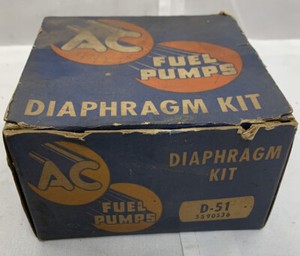 AC
FUEL
PUMPS
DIAPHRAGM KIT
AC
FUEL
PUMPS
DIAPHRAGM
KIT
D-51